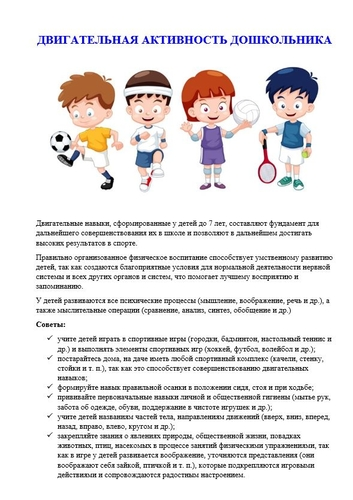 ДВИГАТЕЛЬНАЯ АКТИВНОСТЬ ДОШКОЛЬНИКА
Двигательные навыки, сформированные у детей до 7 лет, составляют фундамент для
дальнейшего совершенствования их в школе и позволяют в дальнейшем достигать
высоких результатов в спорте.
Правильно организованное физическое воспитание способствует умственному развитию
детей, так как создаются благоприятные условия для нормальной деятельности нервной
системы и всех других органов и систем, что помогает лучшему восприятию и
запоминанию.
У детей развиваются все психические процессы (мышление, воображение, речь и др.), а
также мыслительные операции (сравнение, анализ, синтез, обобщение и др.)
Советы:
✓ учите детей играть в спортивные игры (городки, бадминтон, настольный теннис и
др.) и выполнять элементы спортивных игр (хоккей, футбол, волейбол и др.);
✓ постарайтесь дома, на даче иметь любой спортивный комплекс (качели, стенку,
стойки и т. п.), так как это способствует совершенствованию двигательных
навыков;
✓ формируйте навык правильной осанки в положении сидя, стоя и при ходьбе;
✓ прививайте первоначальные навыки личной и общественной гигиены (мытье рук,
забота об одежде, обуви, поддержание в чистоте игрушек и др.);
✓ учите детей названиям частей тела, направлениям движений (вверх, вниз, вперед,
назад, вправо, влево, кругом и др.);
✓ закрепляйте знания о явлениях природы, общественной жизни, повадках
животных, птиц, насекомых в процессе занятий физическими упражнениями, так
как в игре у детей развивается воображение, уточняются представления (они
воображают себя зайкой, птичкой и т. п.), которые подкрепляются игровыми
действиями и сопровождаются радостным настроением.